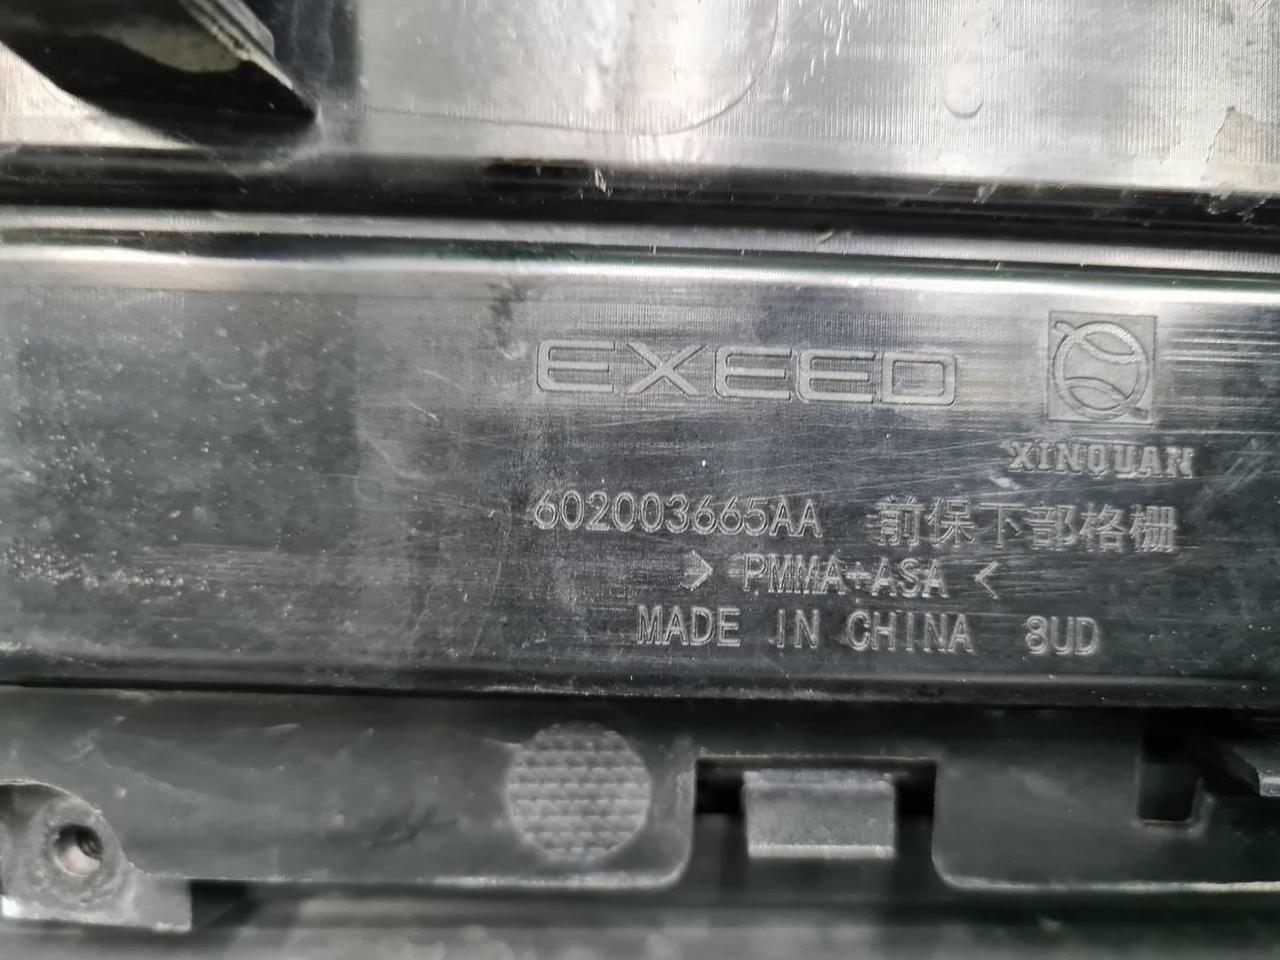 EXEED
XINQUAN
602003665AA 前保下部格栅
> PMMA+ASA <
MADE IN CHINA 8UD